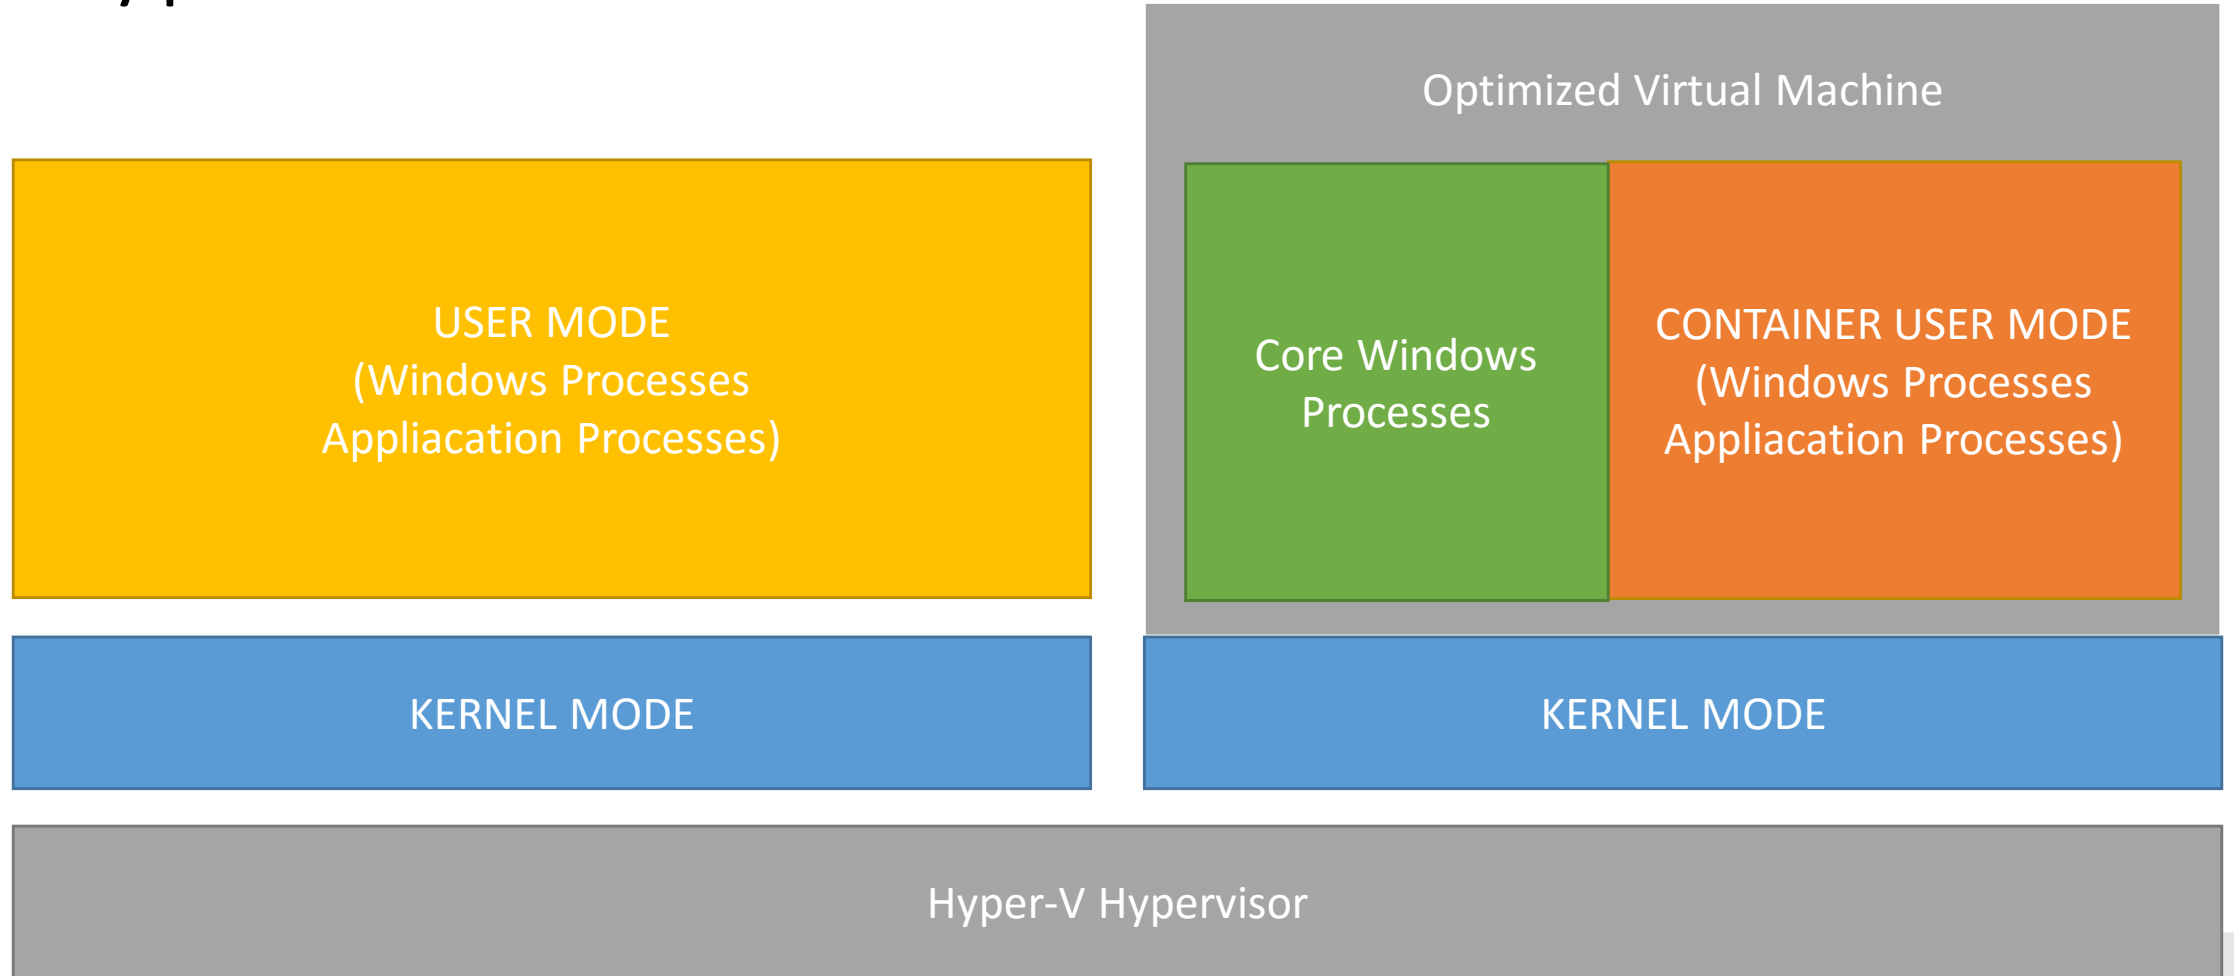 Optimized Virtual Machine
USER MODE
(Windows Processes
Appliacation Processes)
Core Windows
Processes
CONTAINER USER MODE
(Windows Processes
Appliacation Processes)
KERNEL MODE
KERNEL MODE
Hyper-V Hypervisor